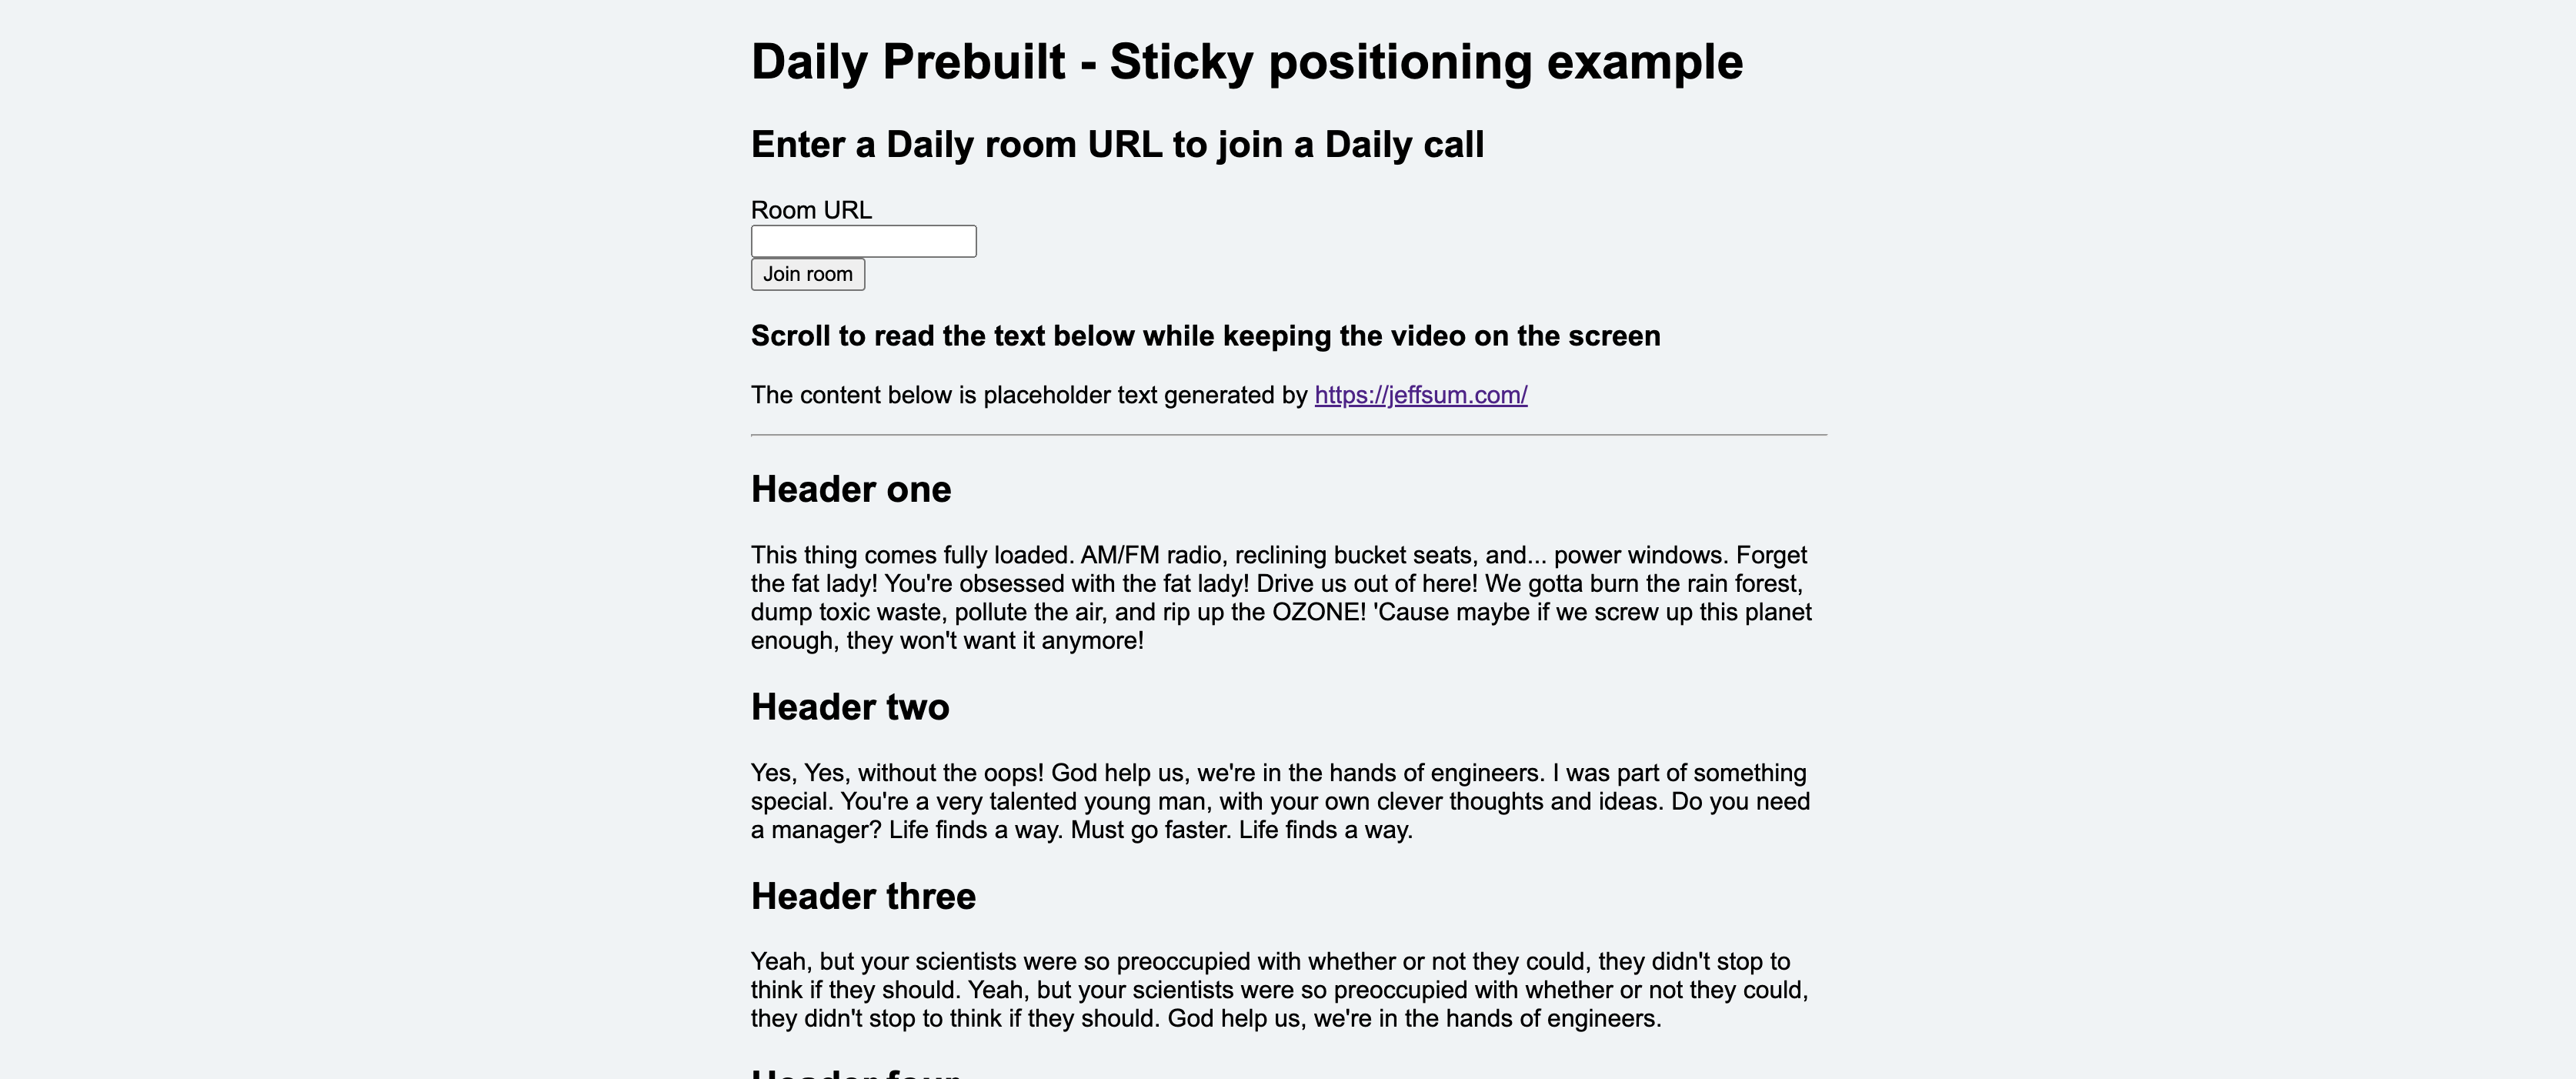 Daily Prebuilt - Sticky positioning example
Enter a Daily room URL to join a Daily call
Room URL
Join room
Scroll to read the text below while keeping the video on the screen
The content below is placeholder text generated by https://jeffsum.com/
Header one
This thing comes fully loaded. AM/FM radio, reclining bucket seats, and... power windows. Forget
the fat lady! You're obsessed with the fat lady! Drive us out of here! We gotta burn the rain forest,
dump toxic waste, pollute the air, and rip up the OZONE! 'Cause maybe if we screw up this planet
enough, they won't want it anymore!
Header two
Yes, Yes, without the oops! God help us, we're in the hands of engineers. I was part of something
special. You're a very talented young man, with your own clever thoughts and ideas. Do you need
a manager? Life finds a way. Must go faster. Life finds a way.
Header three
Yeah, but your scientists were so preoccupied with whether or not they could, they didn't stop to
think if they should. Yeah, but your scientists were so preoccupied with whether or not they could,
they didn't stop to think if they should. God help us, we're in the hands of engineers.
Header four